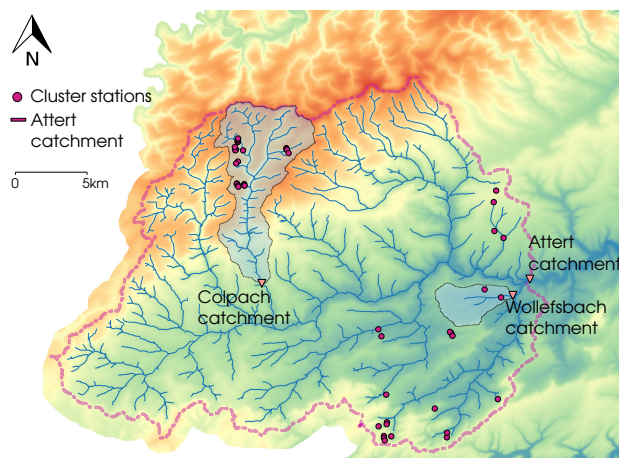 N
Cluster stations
Attert
catchment
0 5km
Attert
catchment
Colpach
catchment
Wollefsbach
catchment